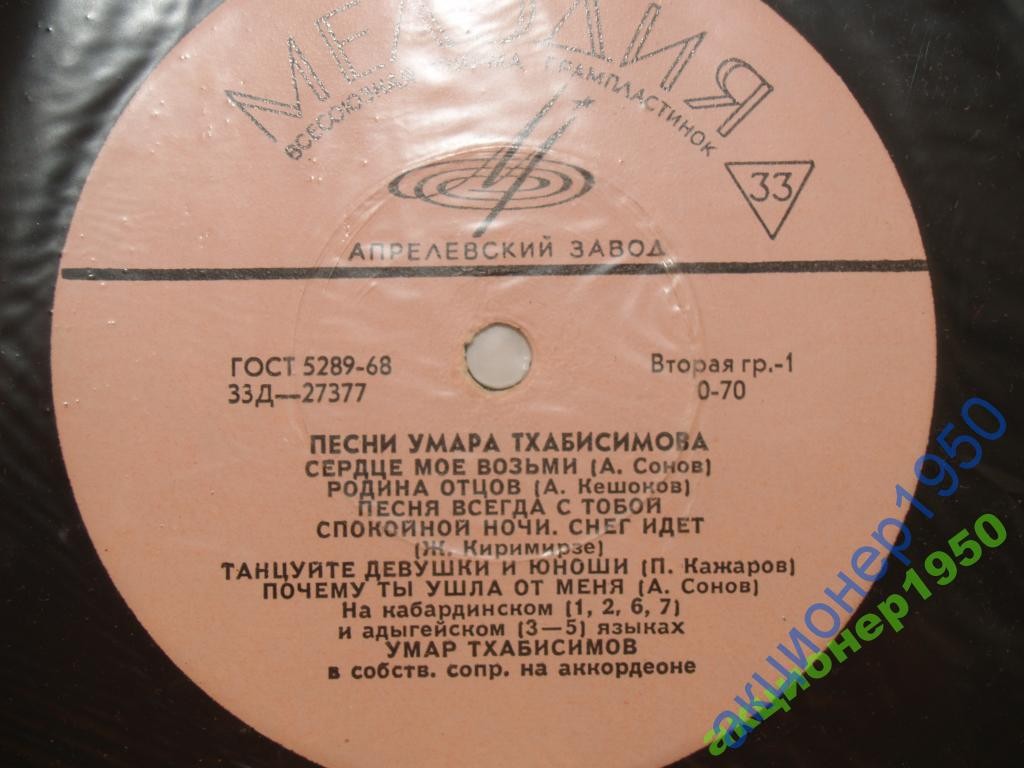 МЕЛОДИЯ
ВСЕСОЮЗНАЯ ФИРМА ГРАМПЛАСТИНОК
33
АПРЕЛЕВСКИЙ ЗАВОД
ГОСТ 5289-68
Вторая гр.-1
33Д—27377
0-70
ПЕСНИ УМАРА ТХАБИСИМОВА
СЕРДЦЕ МОЕ ВОЗЬМИ (А. Сонов)
РОДИНА ОТЦОВ (А. Кешоков)
ПЕСНЯ ВСЕГДА С ТОБОЙ
СПОКОЙНОЙ НОЧИ. СНЕГ ИДЕТ
(Ж. Киримирзе)
ТАНЦУЙТЕ ДЕВУШКИ И ЮНОШИ (П. Кажаров)
ПОЧЕМУ ТЫ УШЛА ОТ МЕНЯ (А. Сонов)
На кабардинском (1, 2, 6, 7)
и адыгейском (3—5) языках
УМАР ТХАБИСИМОВ
в собств. сопр. на аккордеоне
акционер1950
акционер1950